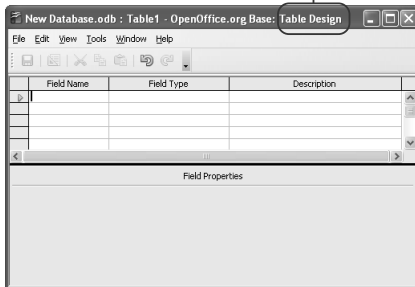 New Database.odb : Table1 - OpenOffice.org Base: Table Design
File Edit View Tools Window Help
Field Name Field Type Description
Field Properties